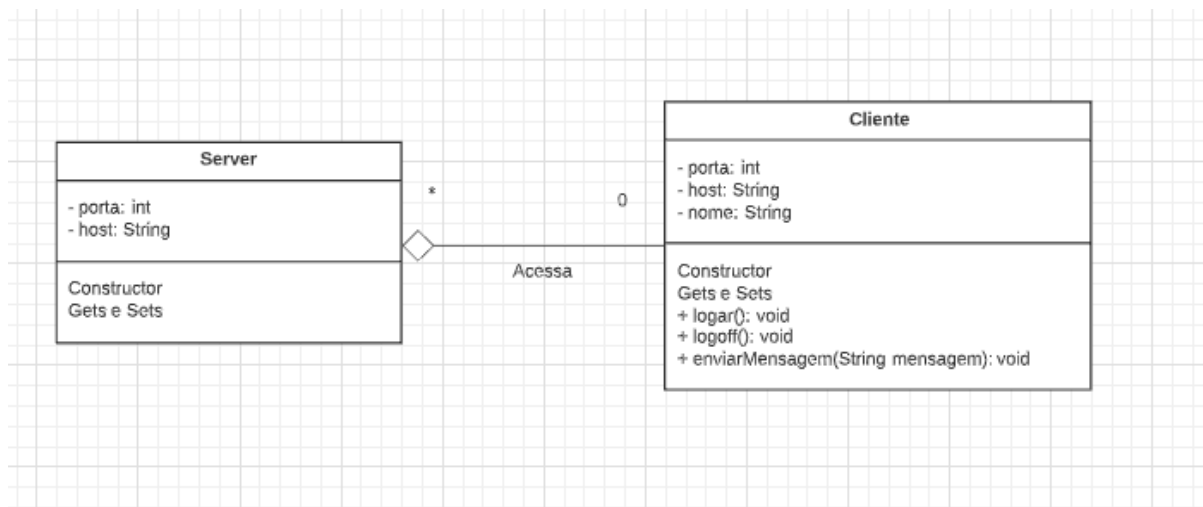 Server
- porta: int
- host: String
Constructor
Gets e Sets
*
0
Acessa
Cliente
- porta: int
- host: String
- nome: String
Constructor
Gets e Sets
+ logar(): void
+ logoff(): void
+ enviarMensagem(String mensagem): void